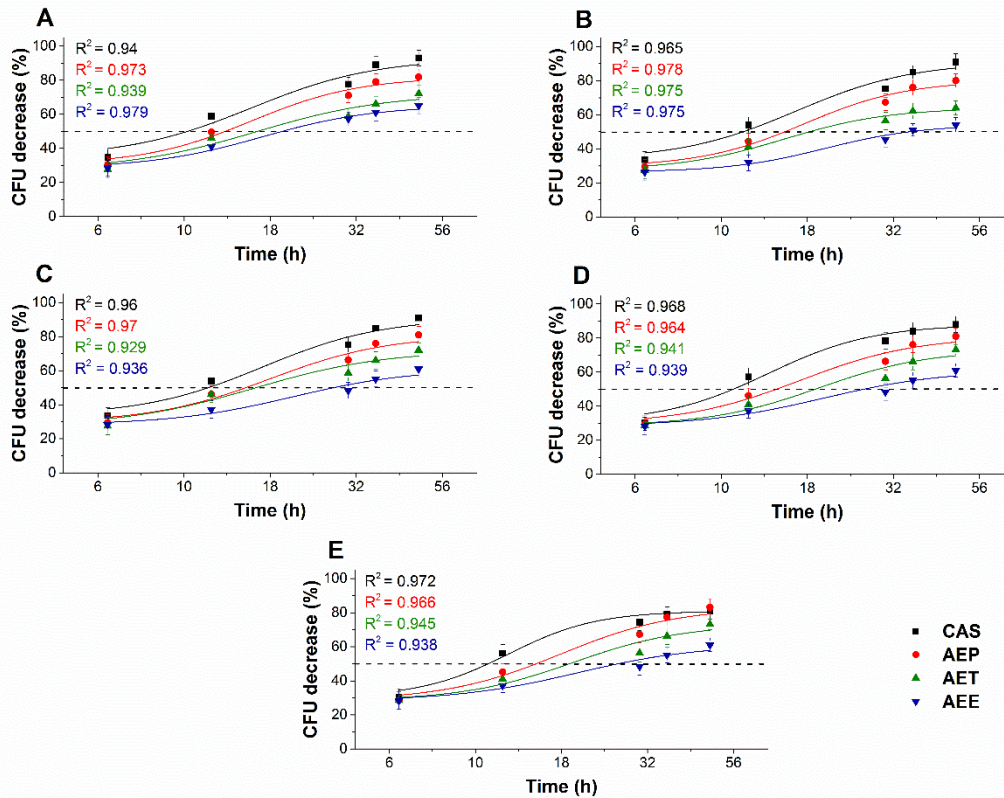 A
R² = 0.94
R² = 0.973
R² = 0.939
R² = 0.979
CFU decrease (%)
100
80
60
40
20
0
6 10 18 32 56
Time (h)
B
R² = 0.965
R² = 0.978
R² = 0.975
R² = 0.975
CFU decrease (%)
100
80
60
40
20
0
6 10 18 32 56
Time (h)
C
R² = 0.96
R² = 0.97
R² = 0.929
R² = 0.936
CFU decrease (%)
100
80
60
40
20
0
6 10 18 32 56
Time (h)
D
R² = 0.968
R² = 0.964
R² = 0.941
R² = 0.939
CFU decrease (%)
100
80
60
40
20
0
6 10 18 32 56
Time (h)
E
R² = 0.972
R² = 0.966
R² = 0.945
R² = 0.938
CFU decrease (%)
100
80
60
40
20
0
6 10 18 32 56
Time (h)
CAS
AEP
AET
AEE